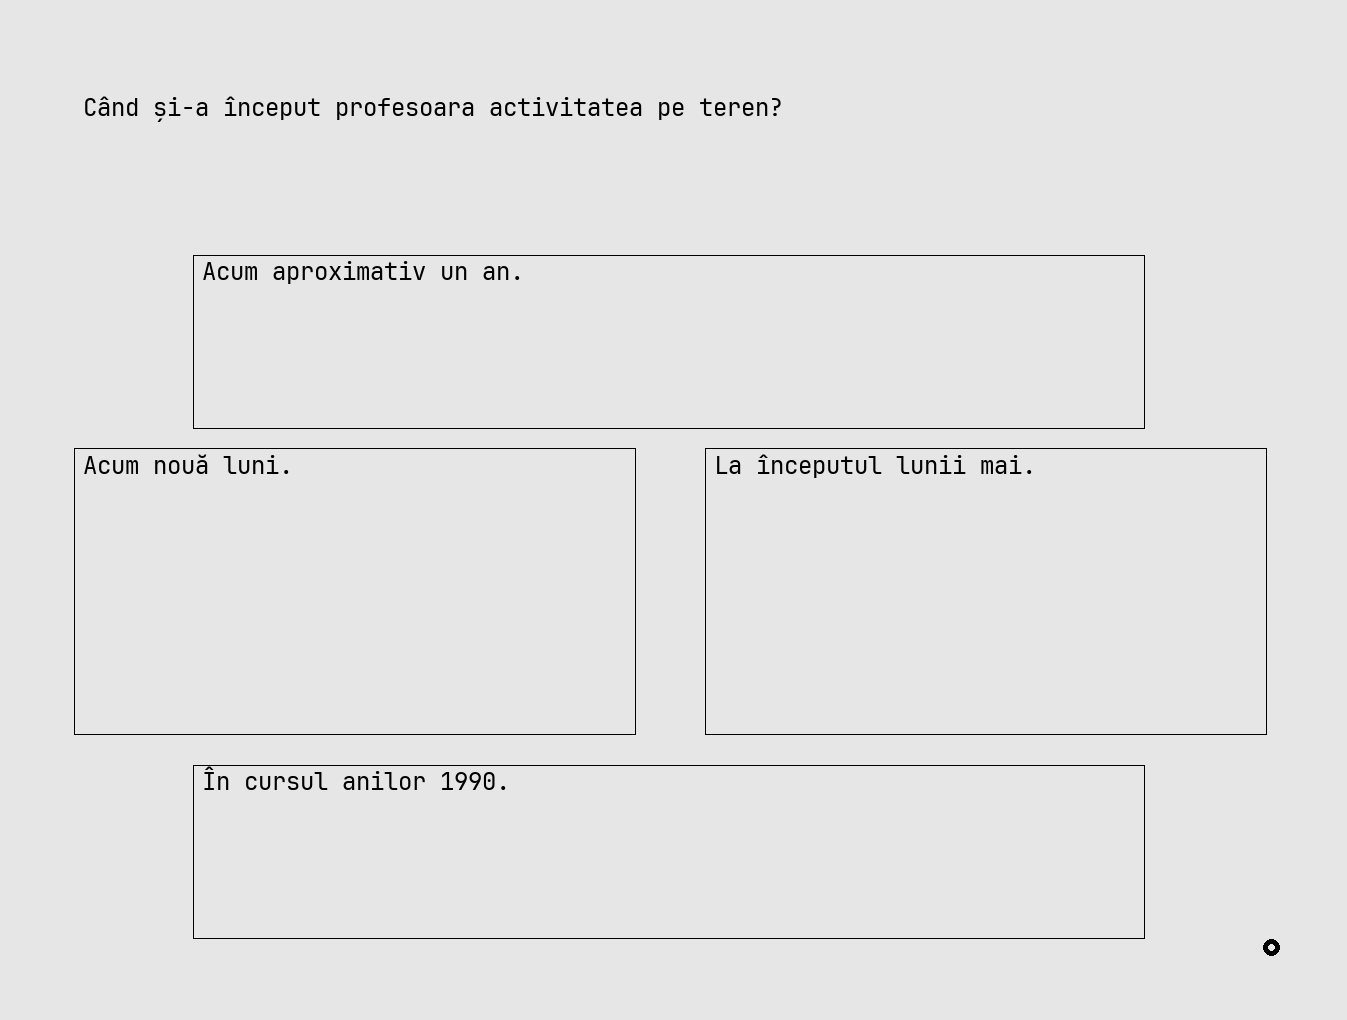 Când și-a început profesoara activitatea pe teren?
Acum aproximativ un an.
Acum nouă luni.
La începutul lunii mai.
În cursul anilor 1990.